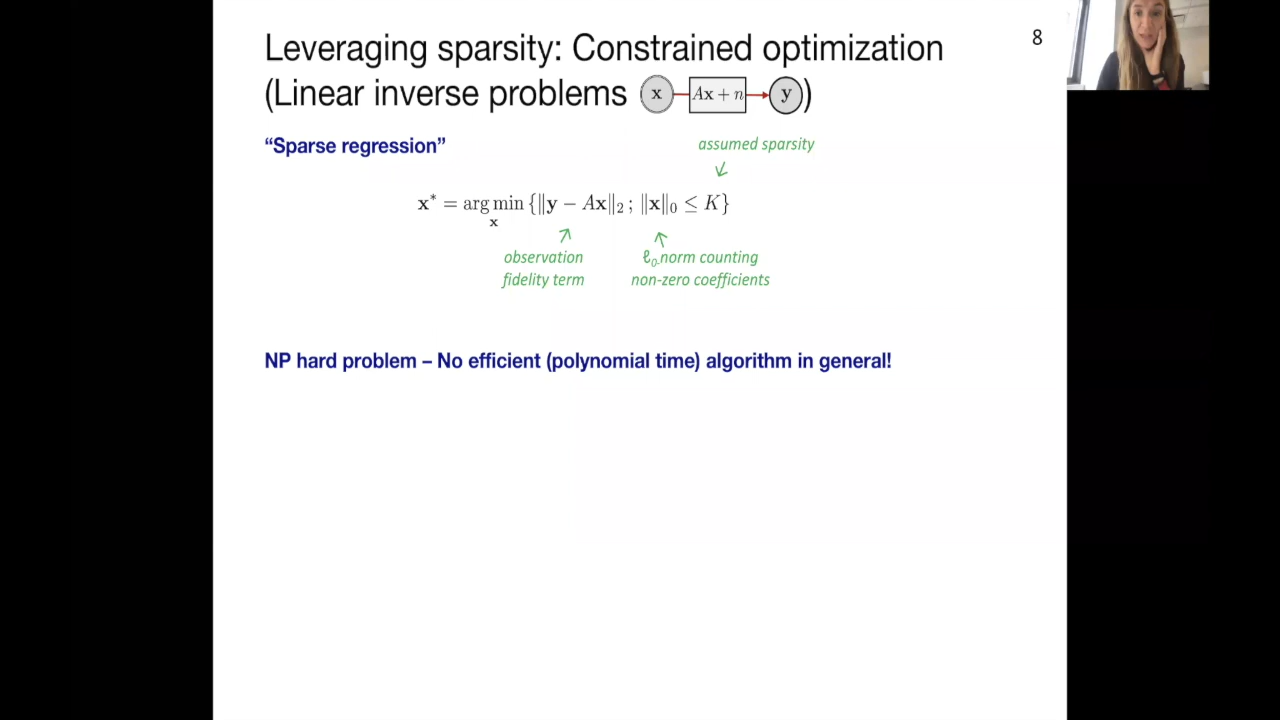 8
Leveraging sparsity: Constrained optimization
(Linear inverse problems x Ax + n y)
“Sparse regression”
assumed sparsity
x* = arg min {‖y − Ax‖₂ ; ‖x‖₀ ≤ K}
x
observation ℓ₀-norm counting
fidelity term non-zero coefficients
NP hard problem – No efficient (polynomial time) algorithm in general!